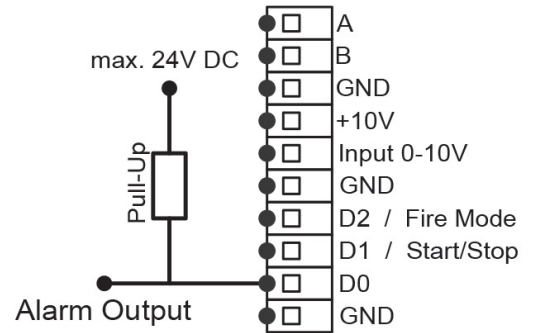 A
B
max. 24V DC
GND
+10V
Input 0-10V
Pull-Up
GND
D2 / Fire Mode
D1 / Start/Stop
D0
Alarm Output
GND